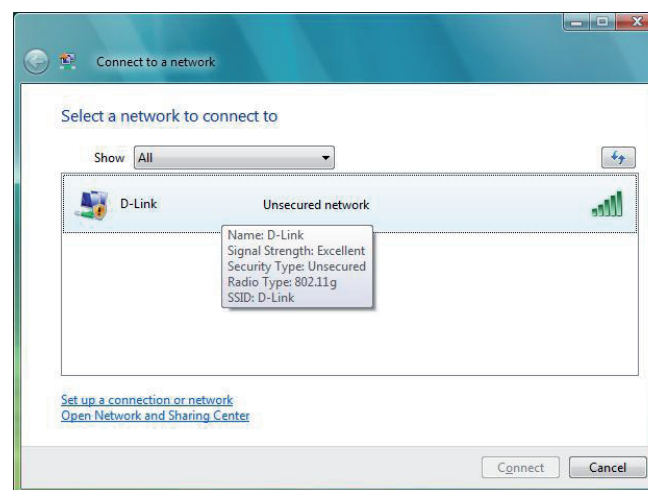 Connect to a network
Select a network to connect to
Show All
D-Link Unsecured network
Name: D-Link
Signal Strength: Excellent
Security Type: Unsecured
Radio Type: 802.11g
SSID: D-Link
Set up a connection or network
Open Network and Sharing Center
Connect Cancel